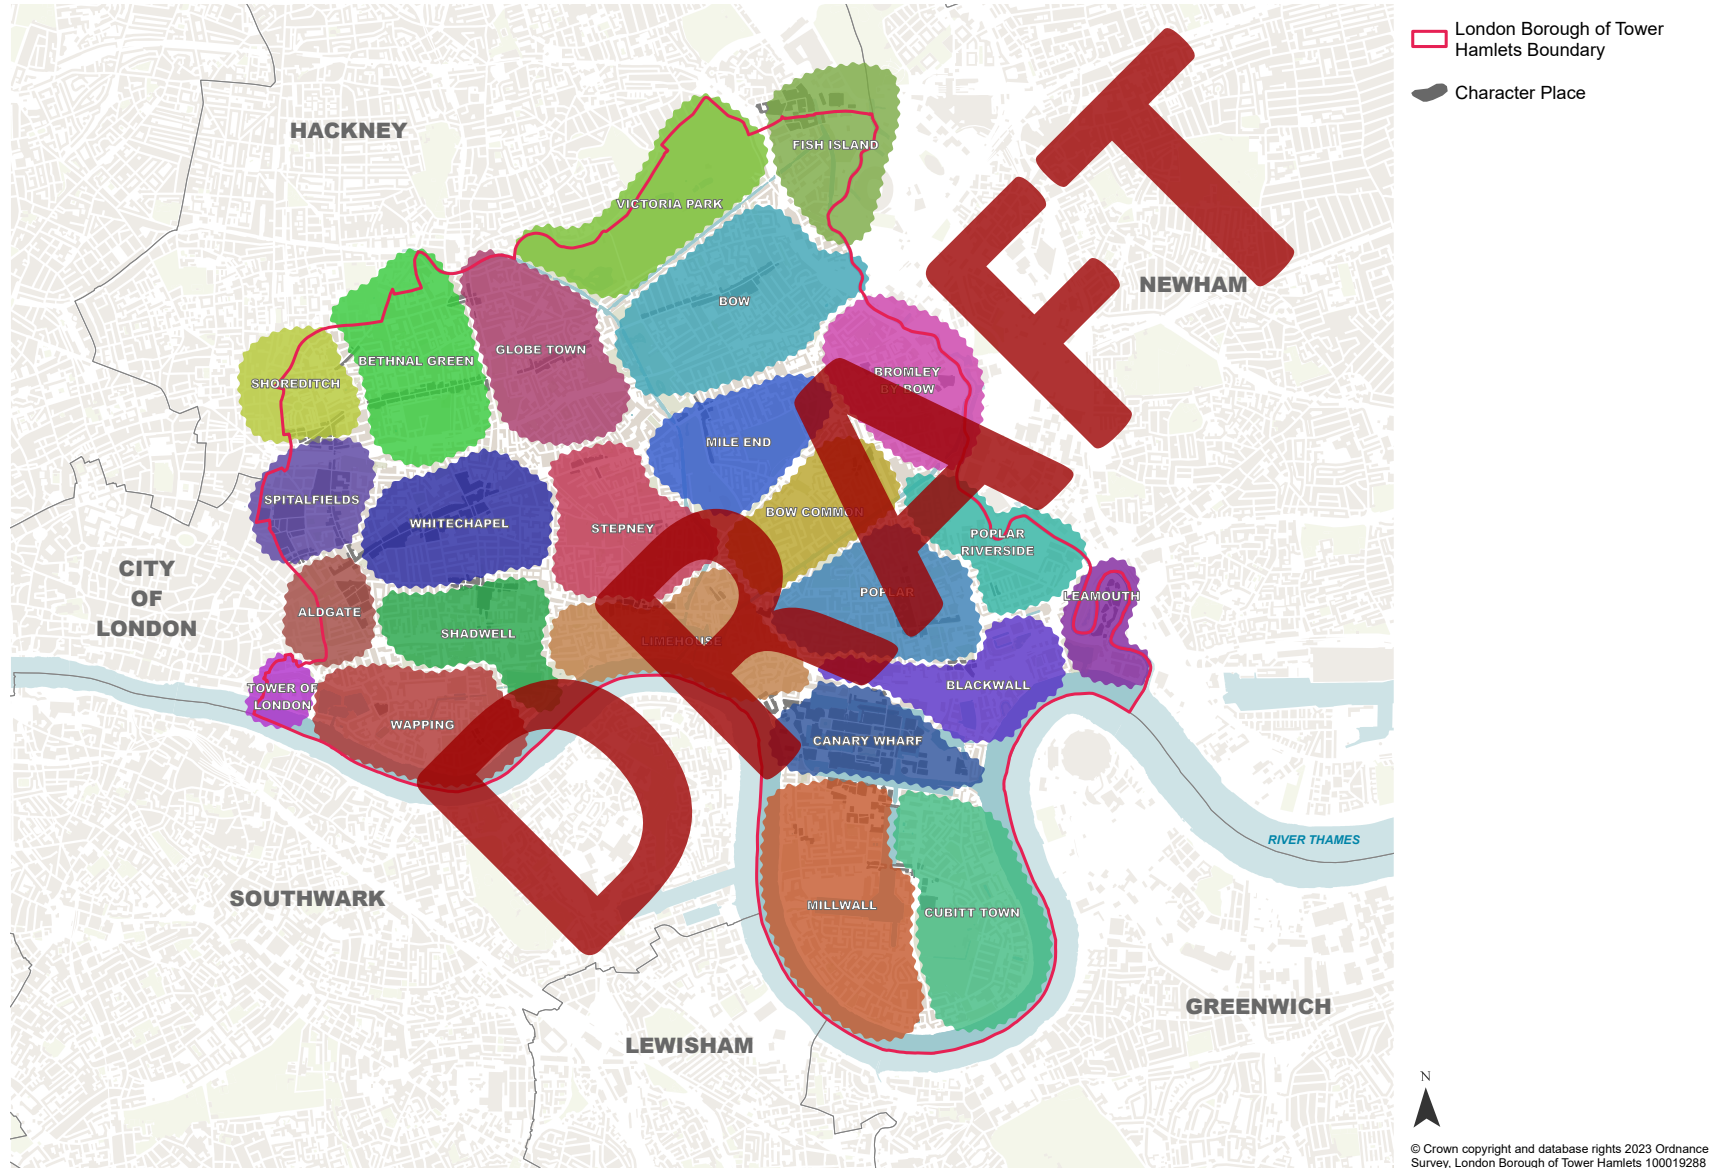 London Borough of Tower
Hamlets Boundary
Character Place
HACKNEY
FISH ISLAND
VICTORIA PARK
NEWHAM
BOW
GLOBE TOWN
BETHNAL GREEN
SHOREDITCH
BROMLEY
BY BOW
MILE END
SPITALFIELDS
WHITECHAPEL
STEPNEY
BOW COMMON
POPLAR
RIVERSIDE
CITY
OF
LONDON
ALDGATE
POPLAR
LEAMOUTH
SHADWELL
LIMEHOUSE
TOWER OF
LONDON
WAPPING
BLACKWALL
CANARY WHARF
RIVER THAMES
SOUTHWARK
MILLWALL
CUBITT TOWN
GREENWICH
LEWISHAM
DRAFT
N
© Crown copyright and database rights 2023 Ordnance
Survey, London Borough of Tower Hamlets 100019288